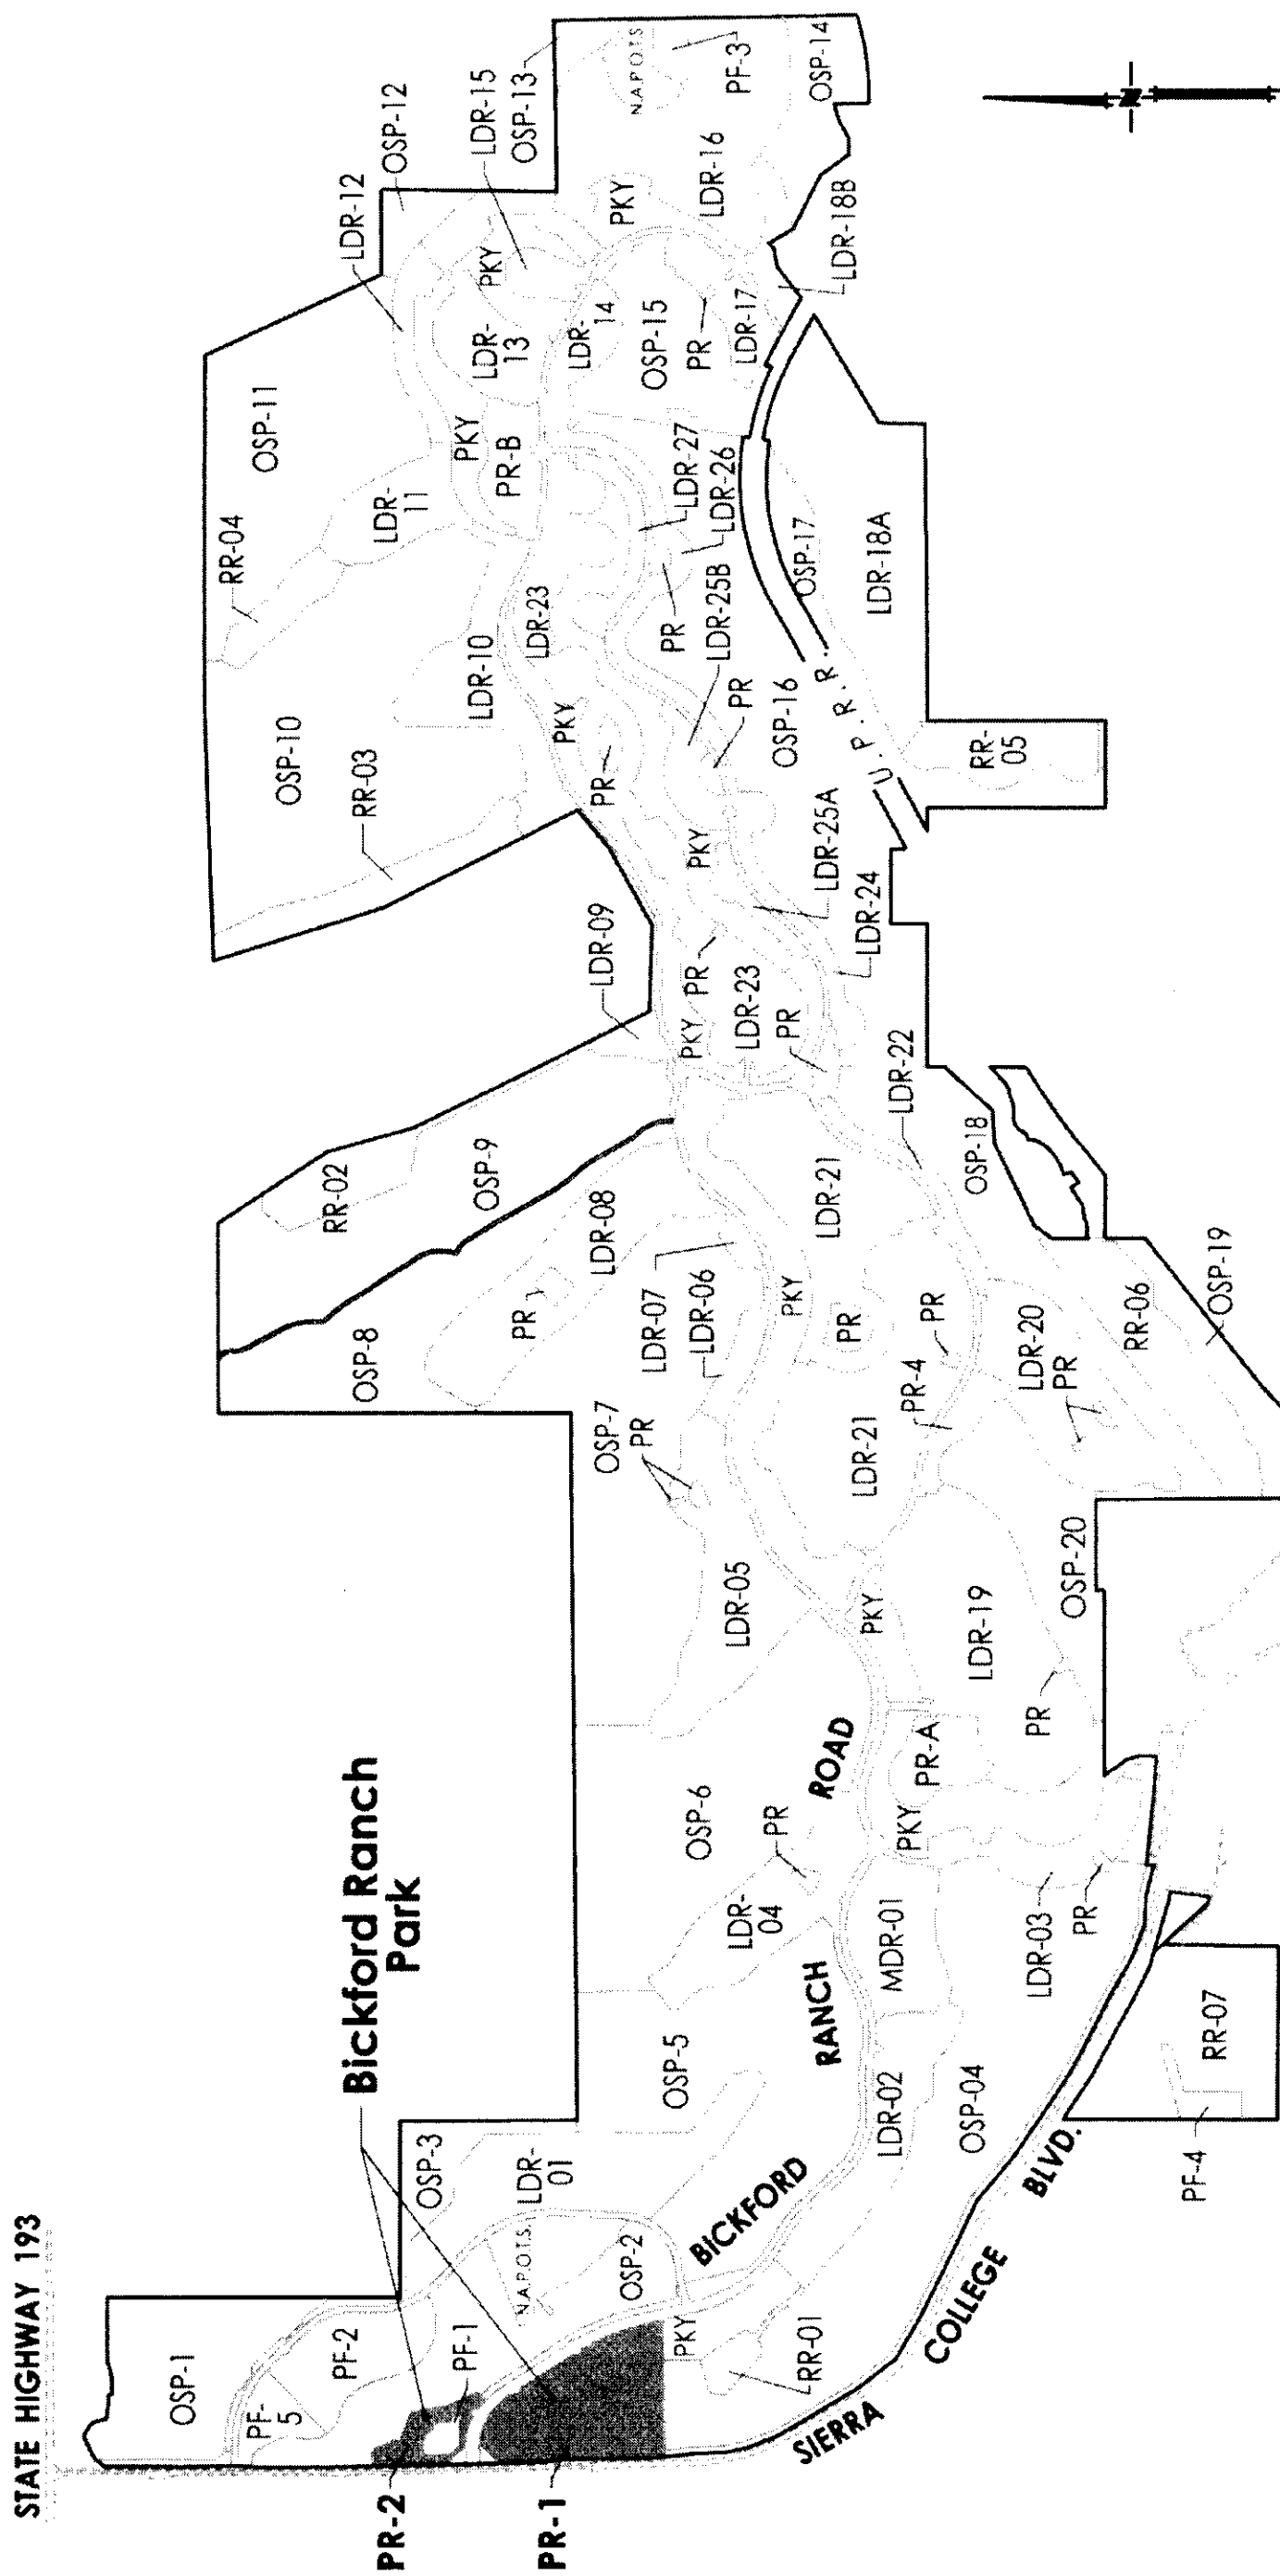 STATE HIGHWAY 193
Bickford Ranch
Park
PR-2
PR-1
OSP-1
PF-
5
PF-2
PF-1
OSP-3
N.A.P.O.T.S.
LDR-
01
OSP-2
PKY
RR-01
BICKFORD
RANCH
ROAD
SIERRA
COLLEGE
BLVD.
OSP-5
LDR-02
OSP-04
PF-4
RR-07
LDR-
04
PR
MDR-01
LDR-03
PR
OSP-6
PKY
PR-A
PR
LDR-19
PKY
LDR-05
OSP-20
OSP-7
PR
LDR-21
PR-4
PR
LDR-20
PR
RR-06
OSP-19
OSP-8
PR
LDR-08
LDR-07
LDR-06
PKY
PR
LDR-21
OSP-18
LDR-22
RR-02
OSP-9
LDR-09
PKY
PR
LDR-23
PR
LDR-24
LDR-25A
PKY
RR-03
OSP-10
LDR-10
PKY
PR
LDR-23
OSP-16
PR
LDR-25B
PR
LDR-26
LDR-27
U.P.R.R.
RR-
05
OSP-17
LDR-18A
RR-04
OSP-11
LDR-
11
PKY
PR-B
LDR-12
OSP-12
LDR-
13
PKY
LDR-15
OSP-13
LDR-
14
OSP-15
PR
LDR-17
LDR-18B
PKY
LDR-16
N.A.P.O.T.S
PF-3
OSP-14
N